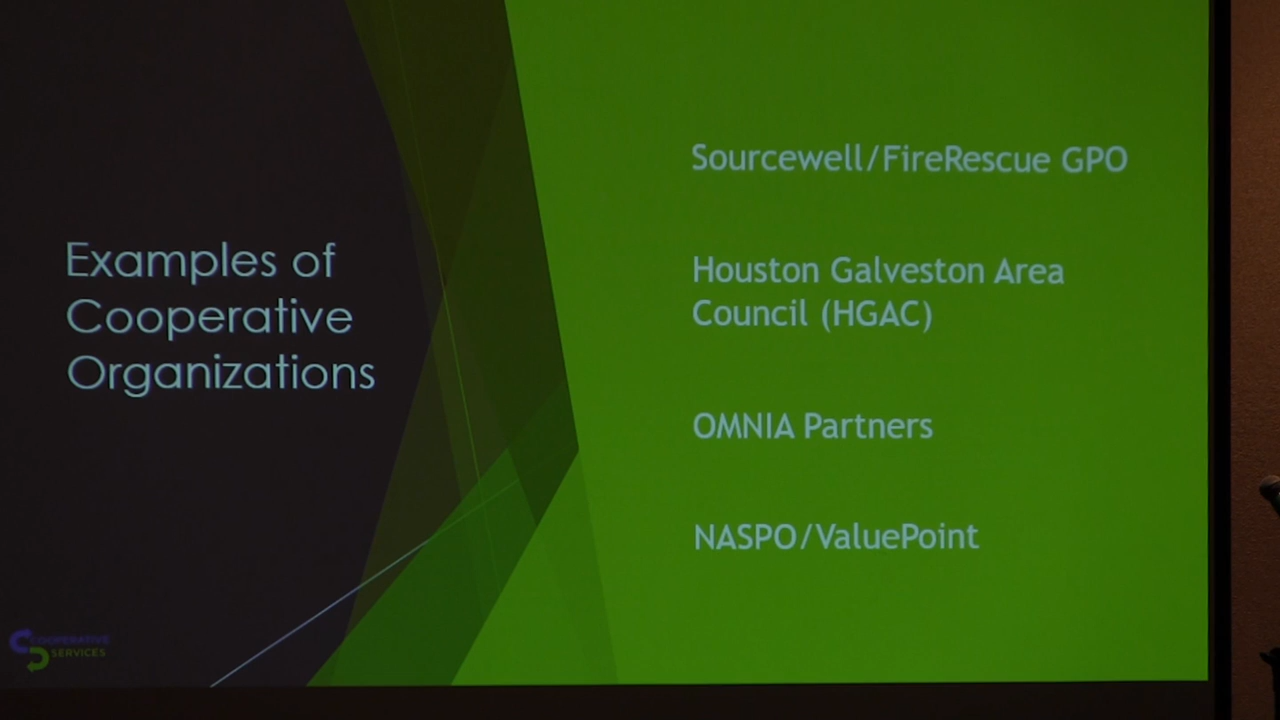 Examples of
Cooperative
Organizations
Sourcewell/FireRescue GPO
Houston Galveston Area
Council (HGAC)
OMNIA Partners
NASPO/ValuePoint
COOPERATIVE
SERVICES